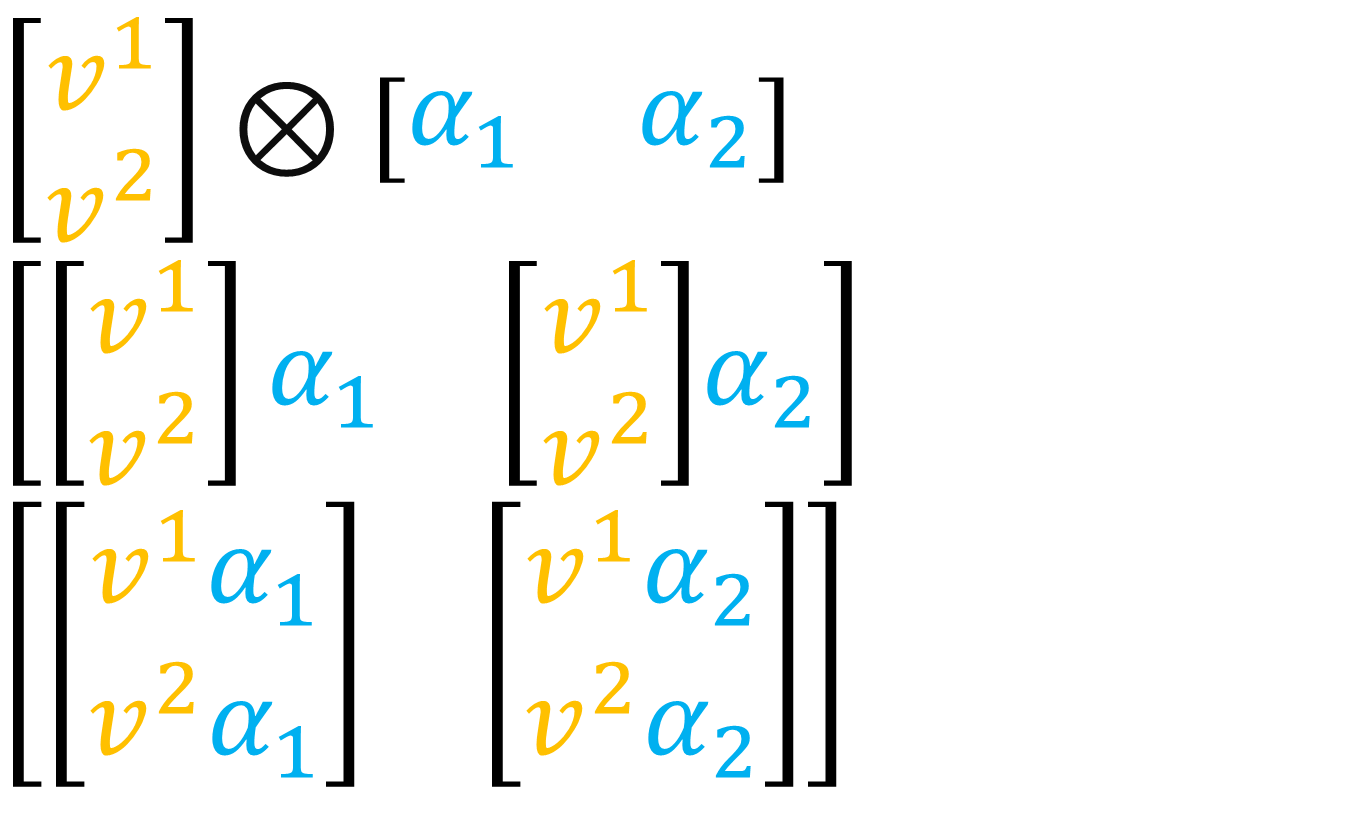 [v¹ v²] ⊗ [α₁ α₂]
[[v¹ v²] α₁ [v¹ v²] α₂]
[[v¹α₁ v²α₁] [v¹α₂ v²α₂]]